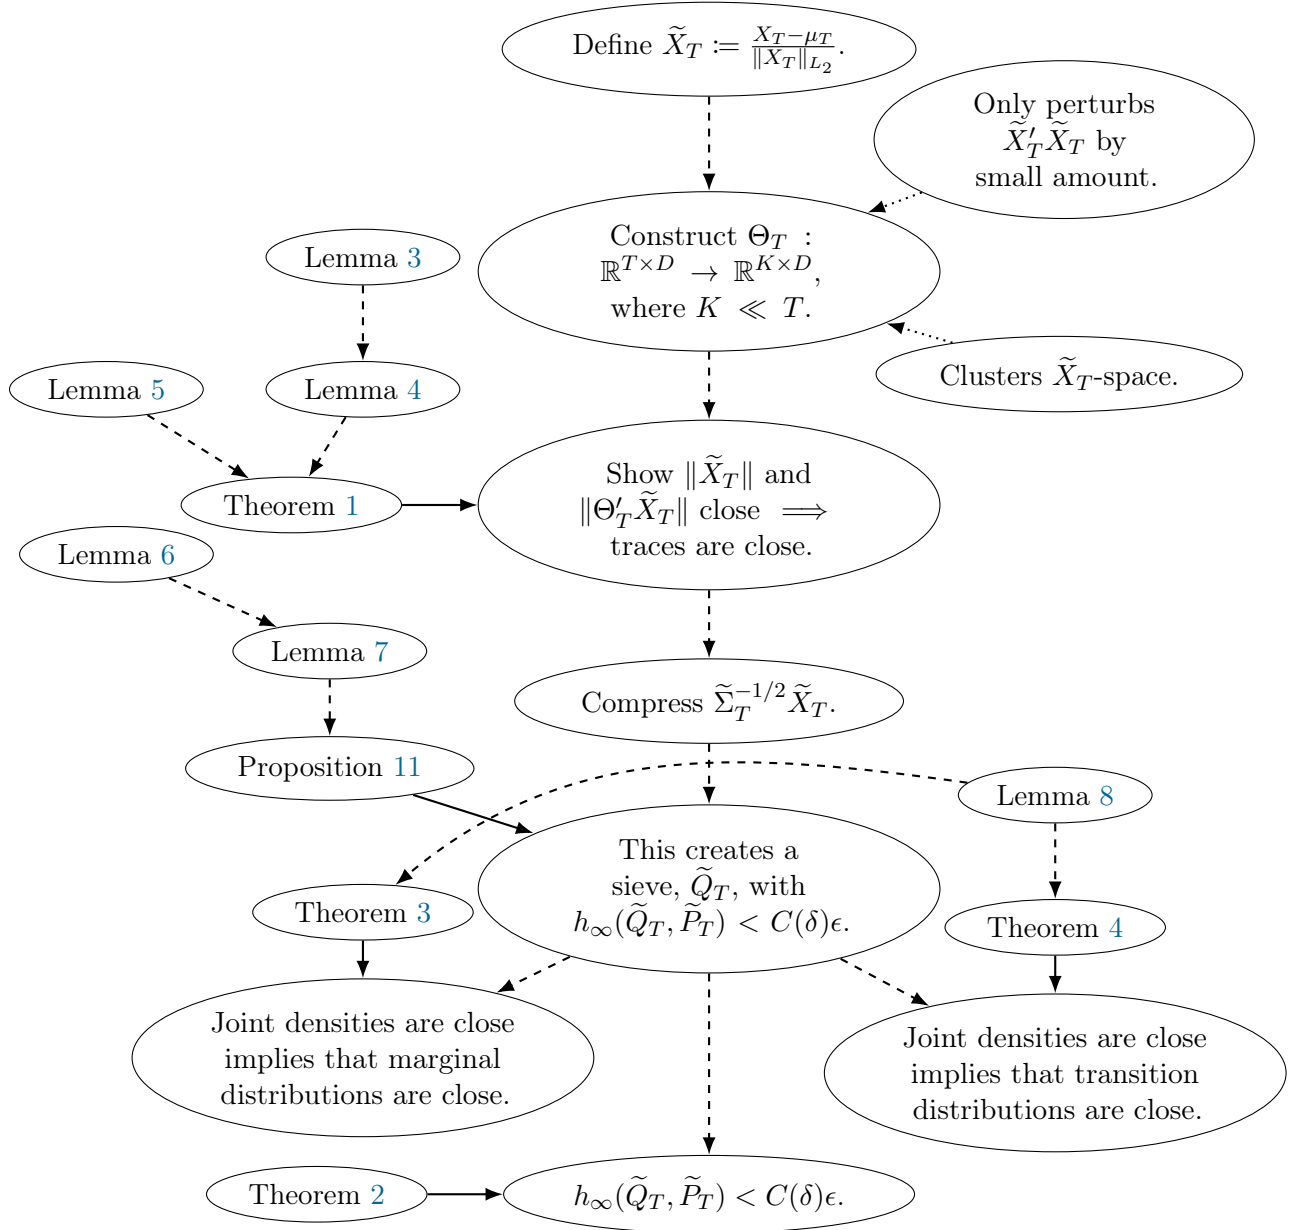 Define X̃_T := (X_T − μ_T) / ‖X_T‖_{L_2}.
Only perturbs
X̃′_T X̃_T by
small amount.
Construct Θ_T :
ℝ^{T×D} → ℝ^{K×D},
where K ≪ T.
Lemma 3
Clusters X̃_T-space.
Lemma 5
Lemma 4
Show ‖X̃_T‖ and
‖Θ′_T X̃_T‖ close ⟹
traces are close.
Theorem 1
Lemma 6
Lemma 7
Compress Σ̃_T^{−1/2} X̃_T.
Proposition 11
Lemma 8
This creates a
sieve, Q̃_T, with
h_∞(Q̃_T, P̃_T) < C(δ)ϵ.
Theorem 3
Theorem 4
Joint densities are close
implies that marginal
distributions are close.
Joint densities are close
implies that transition
distributions are close.
Theorem 2
h_∞(Q̃_T, P̃_T) < C(δ)ϵ.